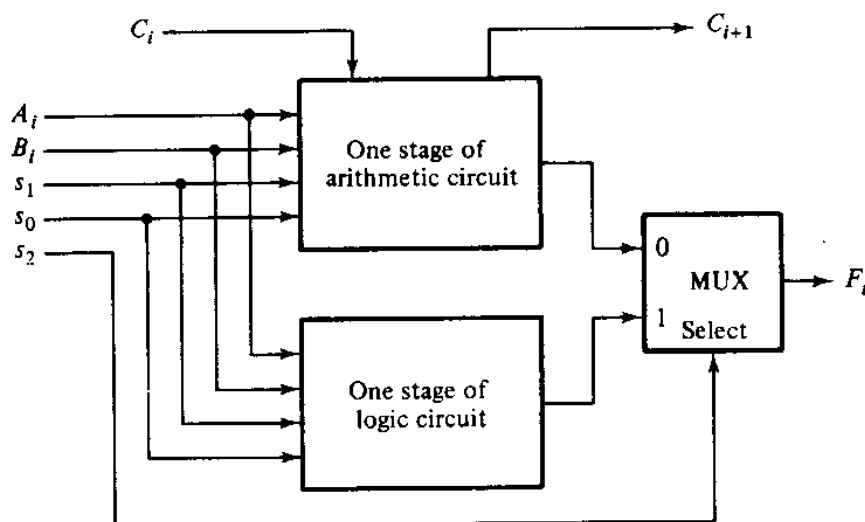 C_i
C_{i+1}
A_i
B_i
s_1
s_0
s_2
One stage of
arithmetic circuit
0
MUX
1
Select
F_i
One stage of
logic circuit